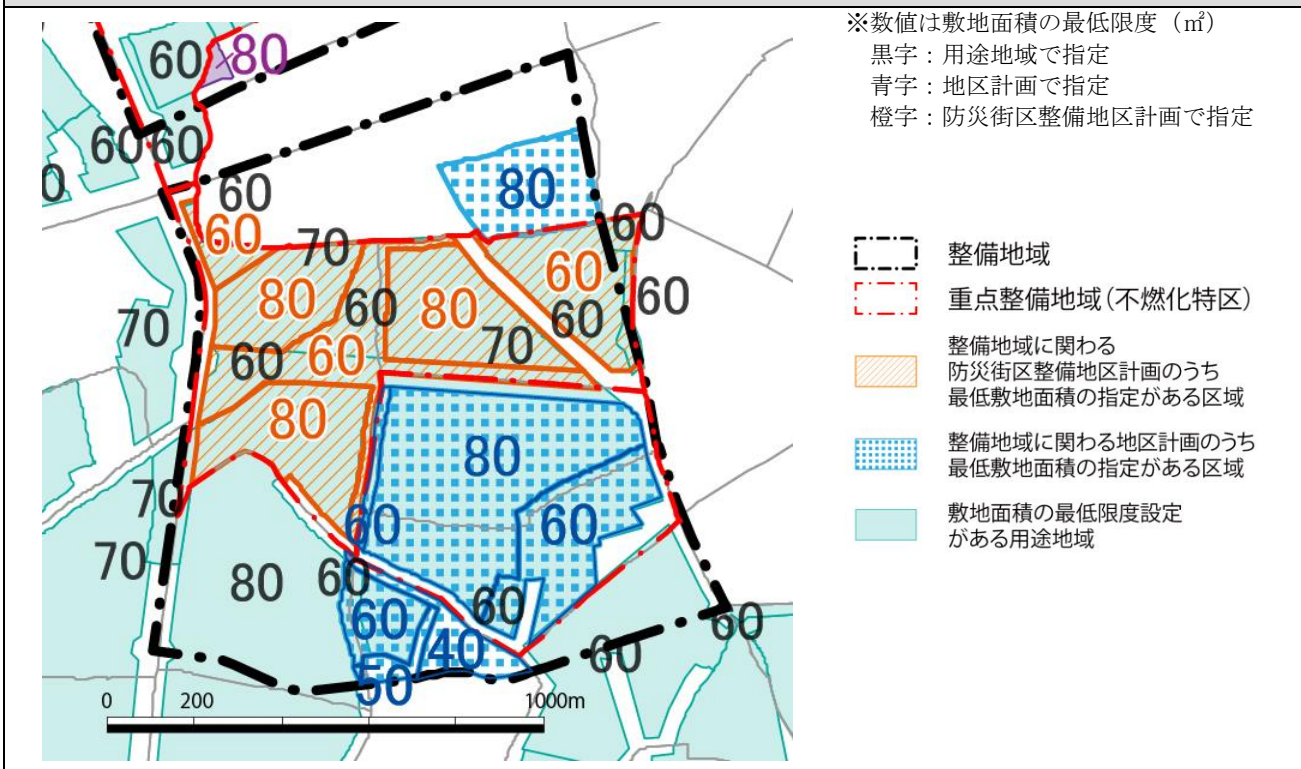 ※数値は敷地面積の最低限度（㎡）
黒字：用途地域で指定
青字：地区計画で指定
橙字：防災街区整備地区計画で指定
60
80
60
60
0
60
60
60
70
80
60
60
80
60
60
60
70
60
60
70
80
80
70
60
60
70
80
60
60
60
40
60
60
50
0
200
1000m
整備地域
重点整備地域（不燃化特区）
整備地域に関わる
防災街区整備地区計画のうち
最低敷地面積の指定がある区域
整備地域に関わる地区計画のうち
最低敷地面積の指定がある区域
敷地面積の最低限度設定
がある用途地域